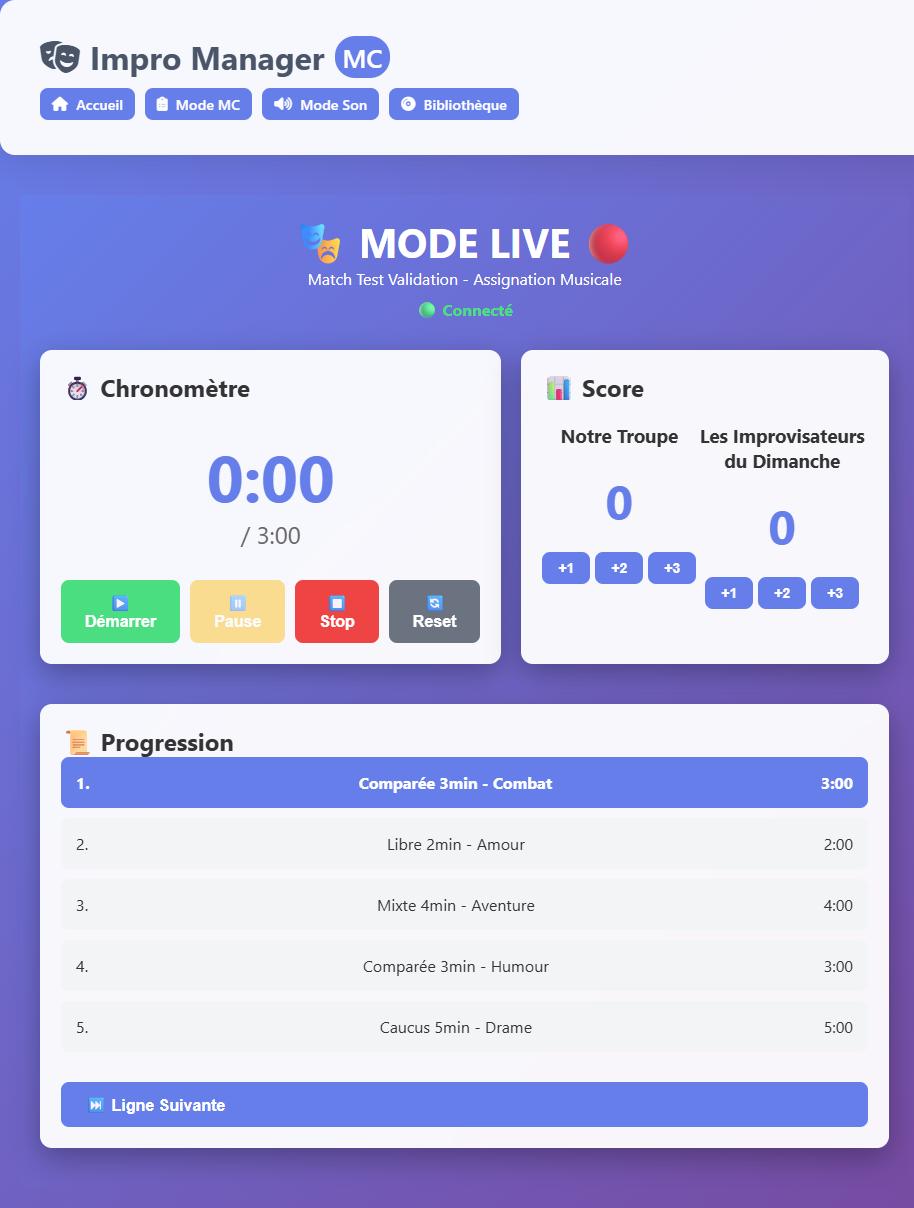 Impro Manager MC
Accueil Mode MC Mode Son Bibliothèque
MODE LIVE
Match Test Validation - Assignation Musicale
Connecté
Chronomètre
0:00
/ 3:00
Démarrer Pause Stop Reset
Score
Notre Troupe
0
+1 +2 +3
Les Improvisateurs
du Dimanche
0
+1 +2 +3
Progression
1. Comparée 3min - Combat 3:00
2. Libre 2min - Amour 2:00
3. Mixte 4min - Aventure 4:00
4. Comparée 3min - Humour 3:00
5. Caucus 5min - Drame 5:00
Ligne Suivante